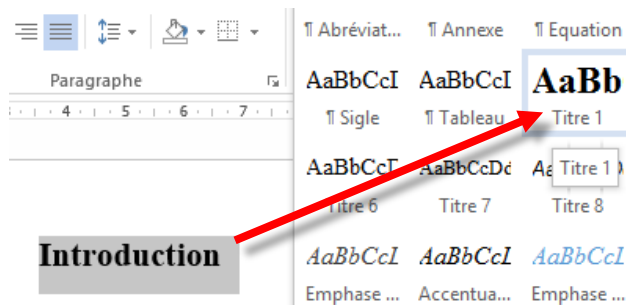 ¶ Abréviat... ¶ Annexe ¶ Equation
Paragraphe
AaBbCcI AaBbCcI AaBb
4 5 6 7
¶ Sigle ¶ Tableau Titre 1
AaBbCcI AaBbCcDd Titre 1
Titre 6 Titre 7 Titre 8
Introduction
AaBbCcI AaBbCcI AaBbCcI
Emphase ... Accentua... Emphase ...